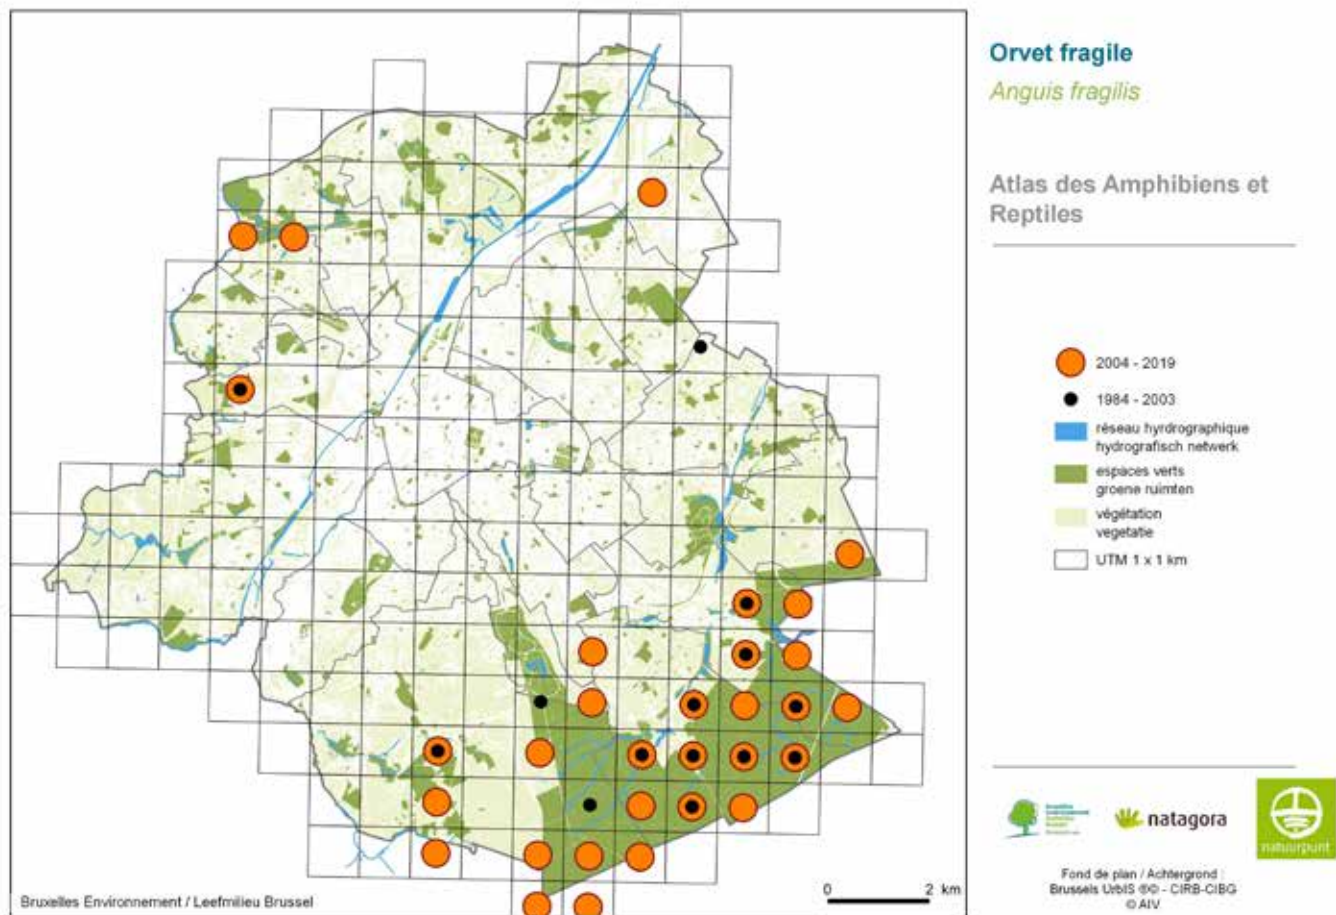 Orvet fragile
Anguis fragilis
Atlas des Amphibiens et
Reptiles
2004 - 2019
1984 - 2003
réseau hyrdrographique
hydrografisch netwerk
espaces verts
groene ruimten
végétation
vegetatie
UTM 1 x 1 km
natagora
natuurpunt
Fond de plan / Achtergrond :
Brussels UrbIS ®© - CIRB-CIBG
© AIV
0 2 km
Bruxelles Environnement / Leefmilieu Brussel